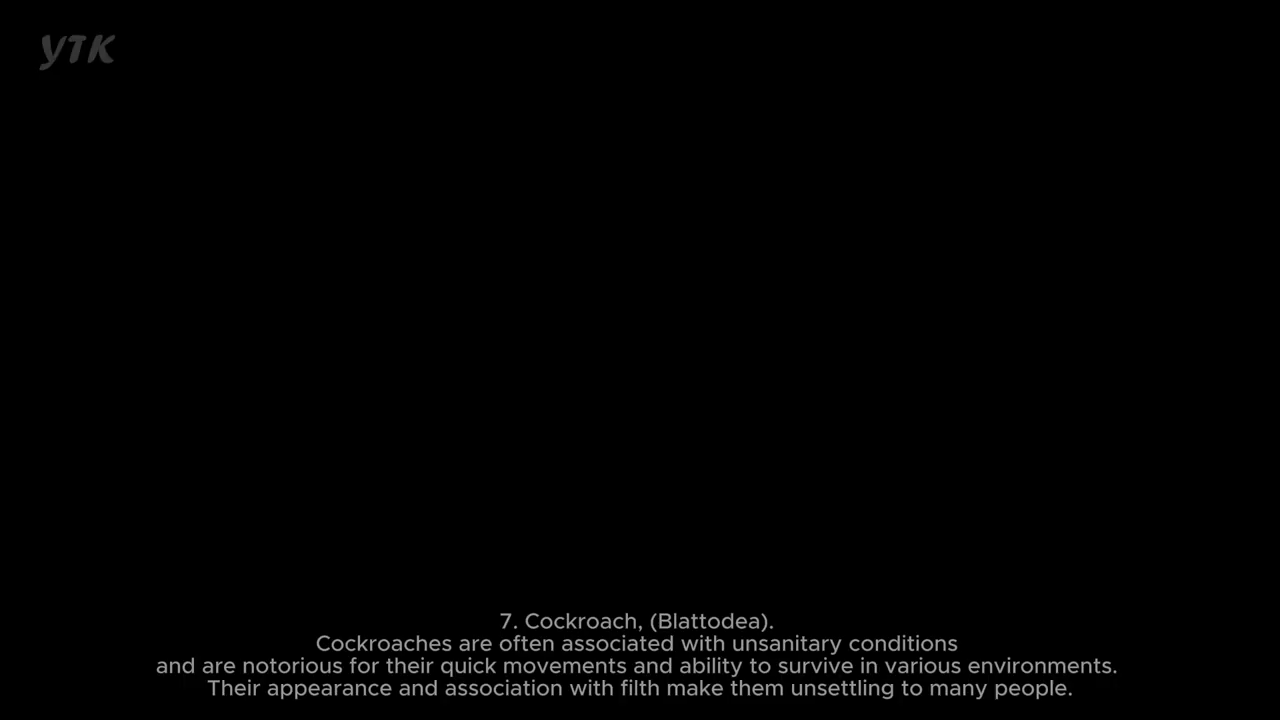 YTK
7. Cockroach, (Blattodea).
Cockroaches are often associated with unsanitary conditions
and are notorious for their quick movements and ability to survive in various environments.
Their appearance and association with filth make them unsettling to many people.